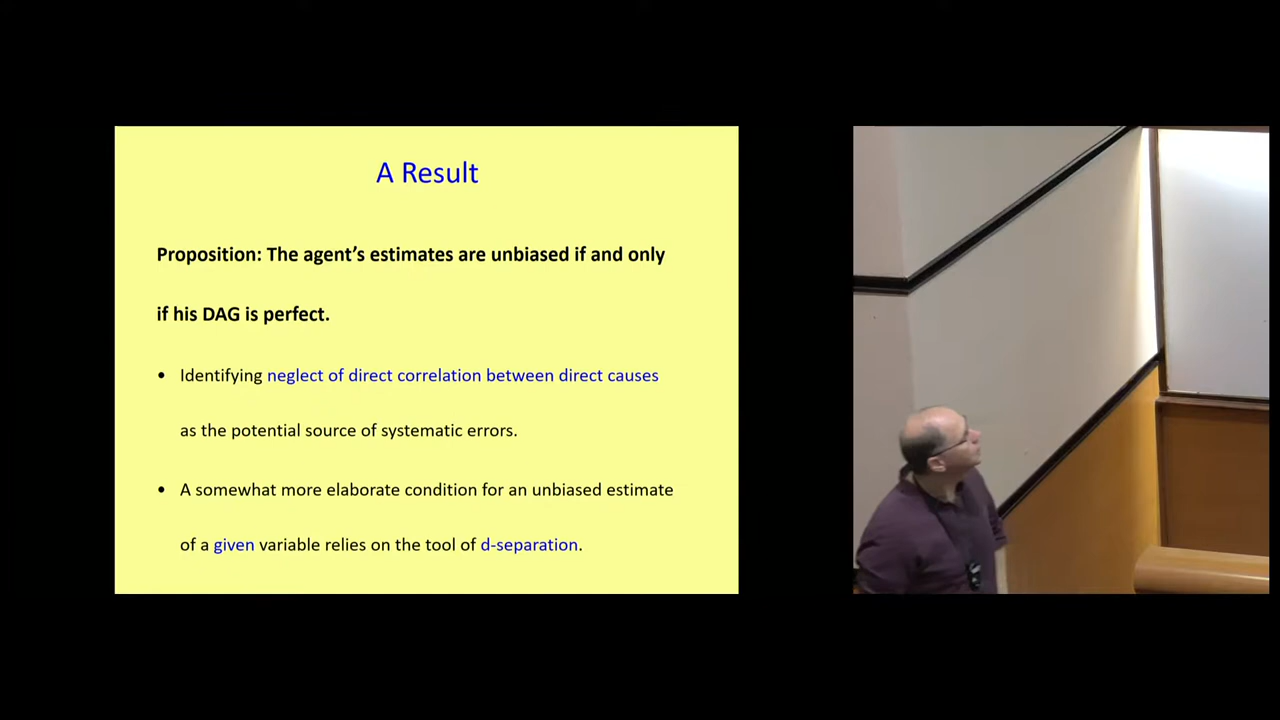 A Result
Proposition: The agent’s estimates are unbiased if and only
if his DAG is perfect.
• Identifying neglect of direct correlation between direct causes
as the potential source of systematic errors.
• A somewhat more elaborate condition for an unbiased estimate
of a given variable relies on the tool of d-separation.